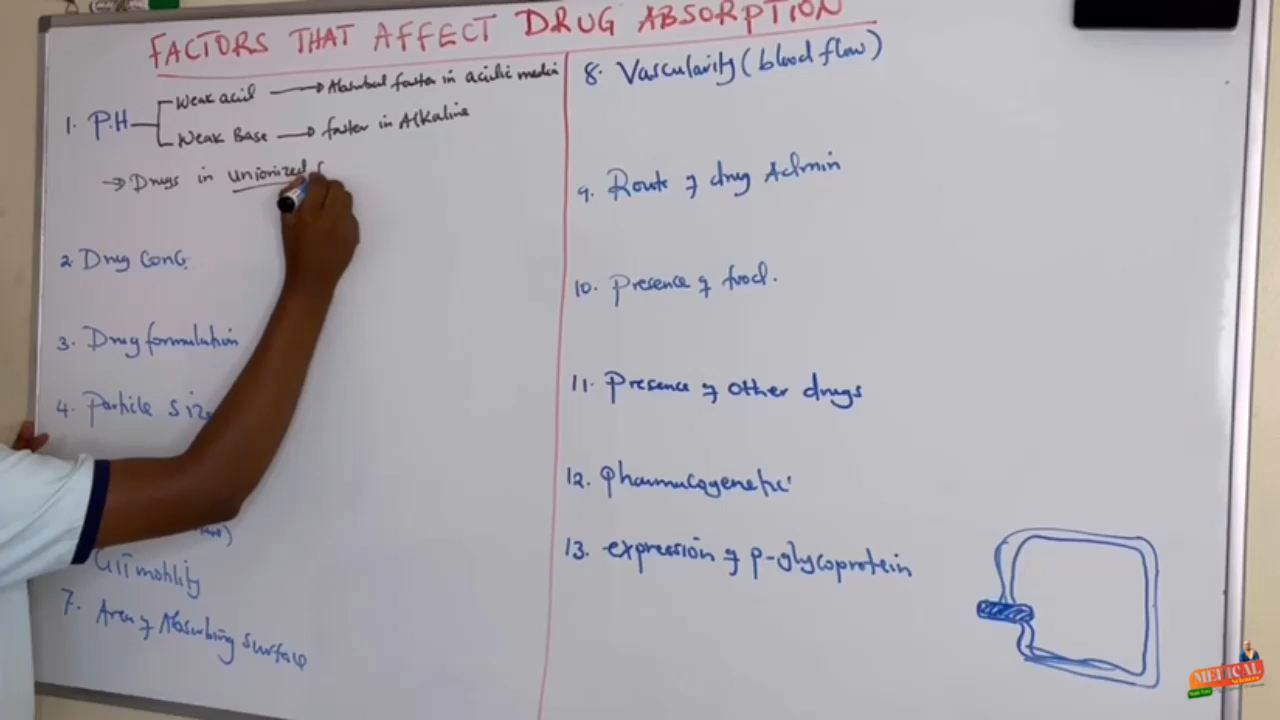 FACTORS THAT AFFECT DRUG ABSORPTION
1. P.H
Weak acid → Absorbed faster in acidic media
Weak Base → faster in Alkaline
→ Drugs in unionized
2. Drug Conc.
3. Drug formulation
4. Particle size
GIT motility
7. Area of Absorbing surface
8. Vascularity (blood flow)
9. Route of drug Admin
10. Presence of food.
11. Presence of other drugs
12. Pharmacogenetic
13. expression of p-glycoprotein
MEDICAL
Sciences